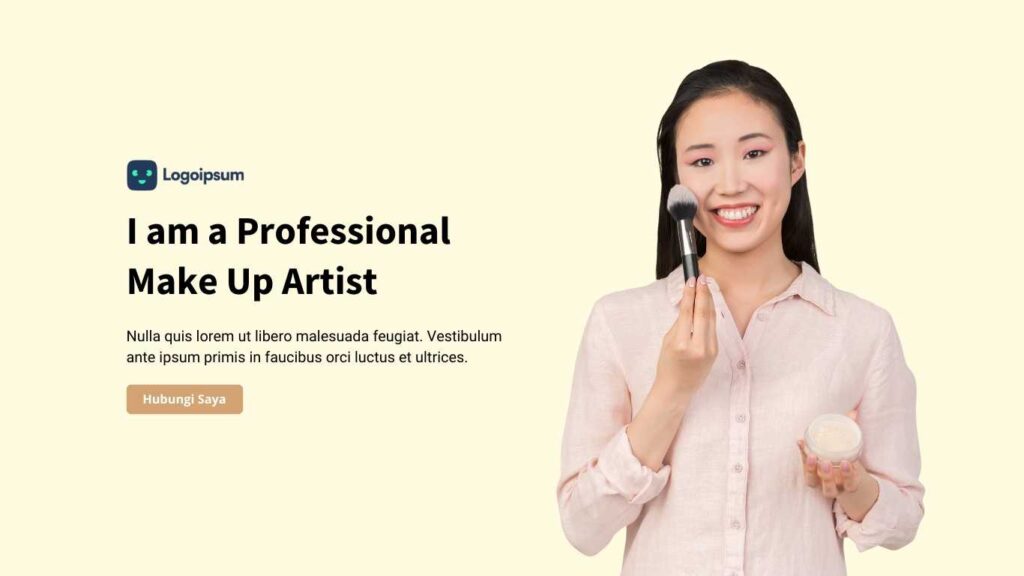 Logoipsum
I am a Professional
Make Up Artist
Nulla quis lorem ut libero malesuada feugiat. Vestibulum
ante ipsum primis in faucibus orci luctus et ultrices.
Hubungi Saya